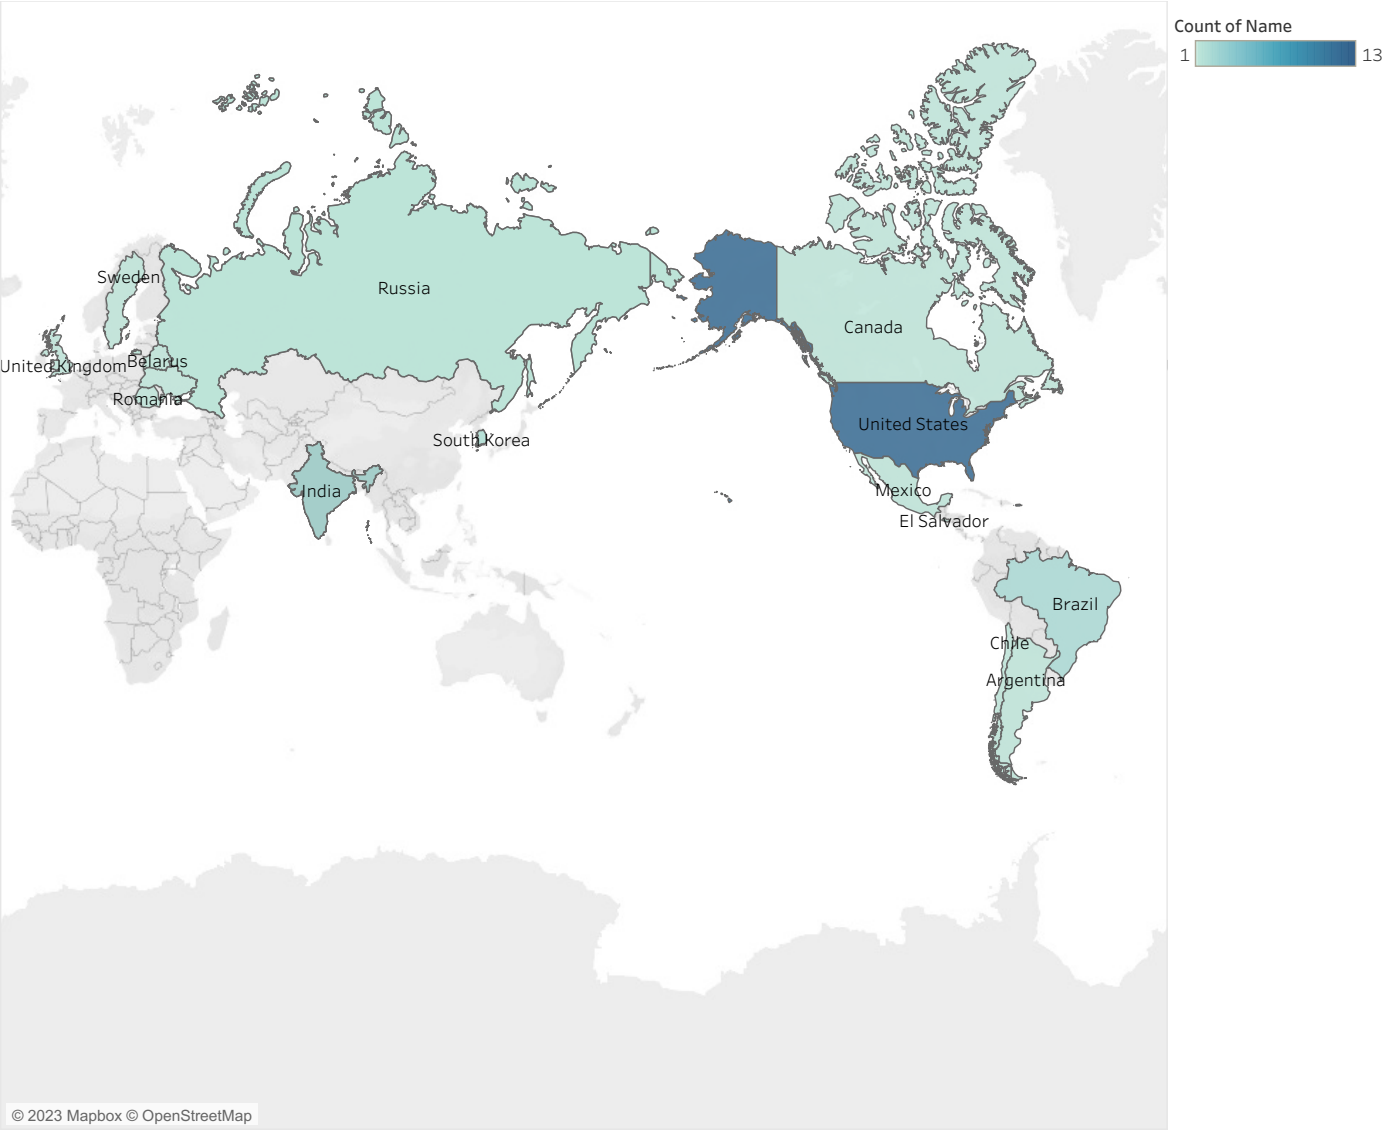 Count of Name
1 13
Sweden
Russia
Canada
United Kingdom
Belarus
Romania
United States
South Korea
India
Mexico
El Salvador
Brazil
Chile
Argentina
© 2023 Mapbox © OpenStreetMap